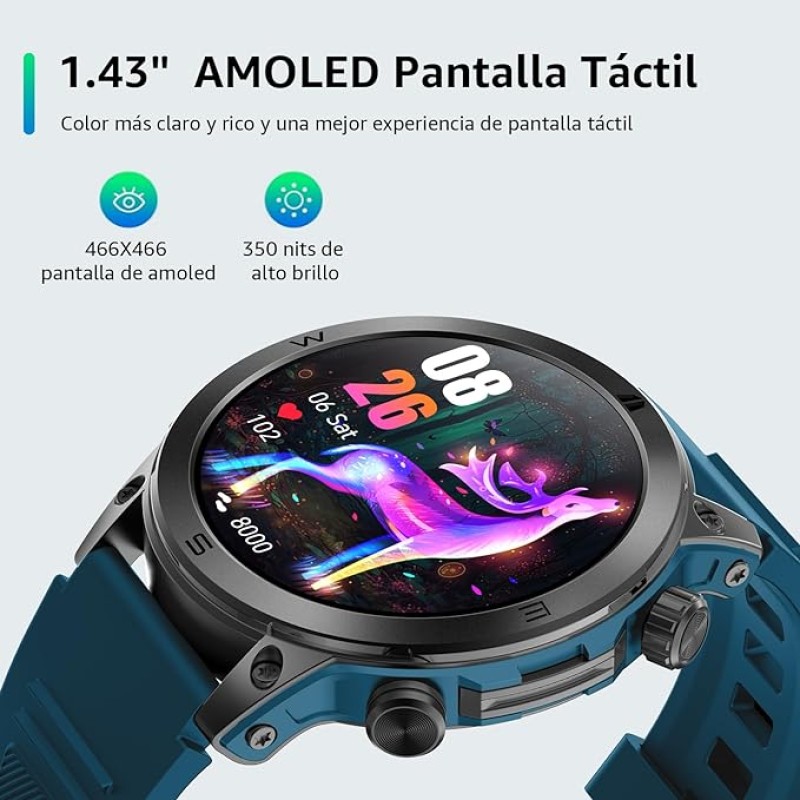 1.43" AMOLED Pantalla Táctil
Color más claro y rico y una mejor experiencia de pantalla táctil
466X466
pantalla de amoled
350 nits de
alto brillo
W
08
26
06 Sat
102
8000
S
E